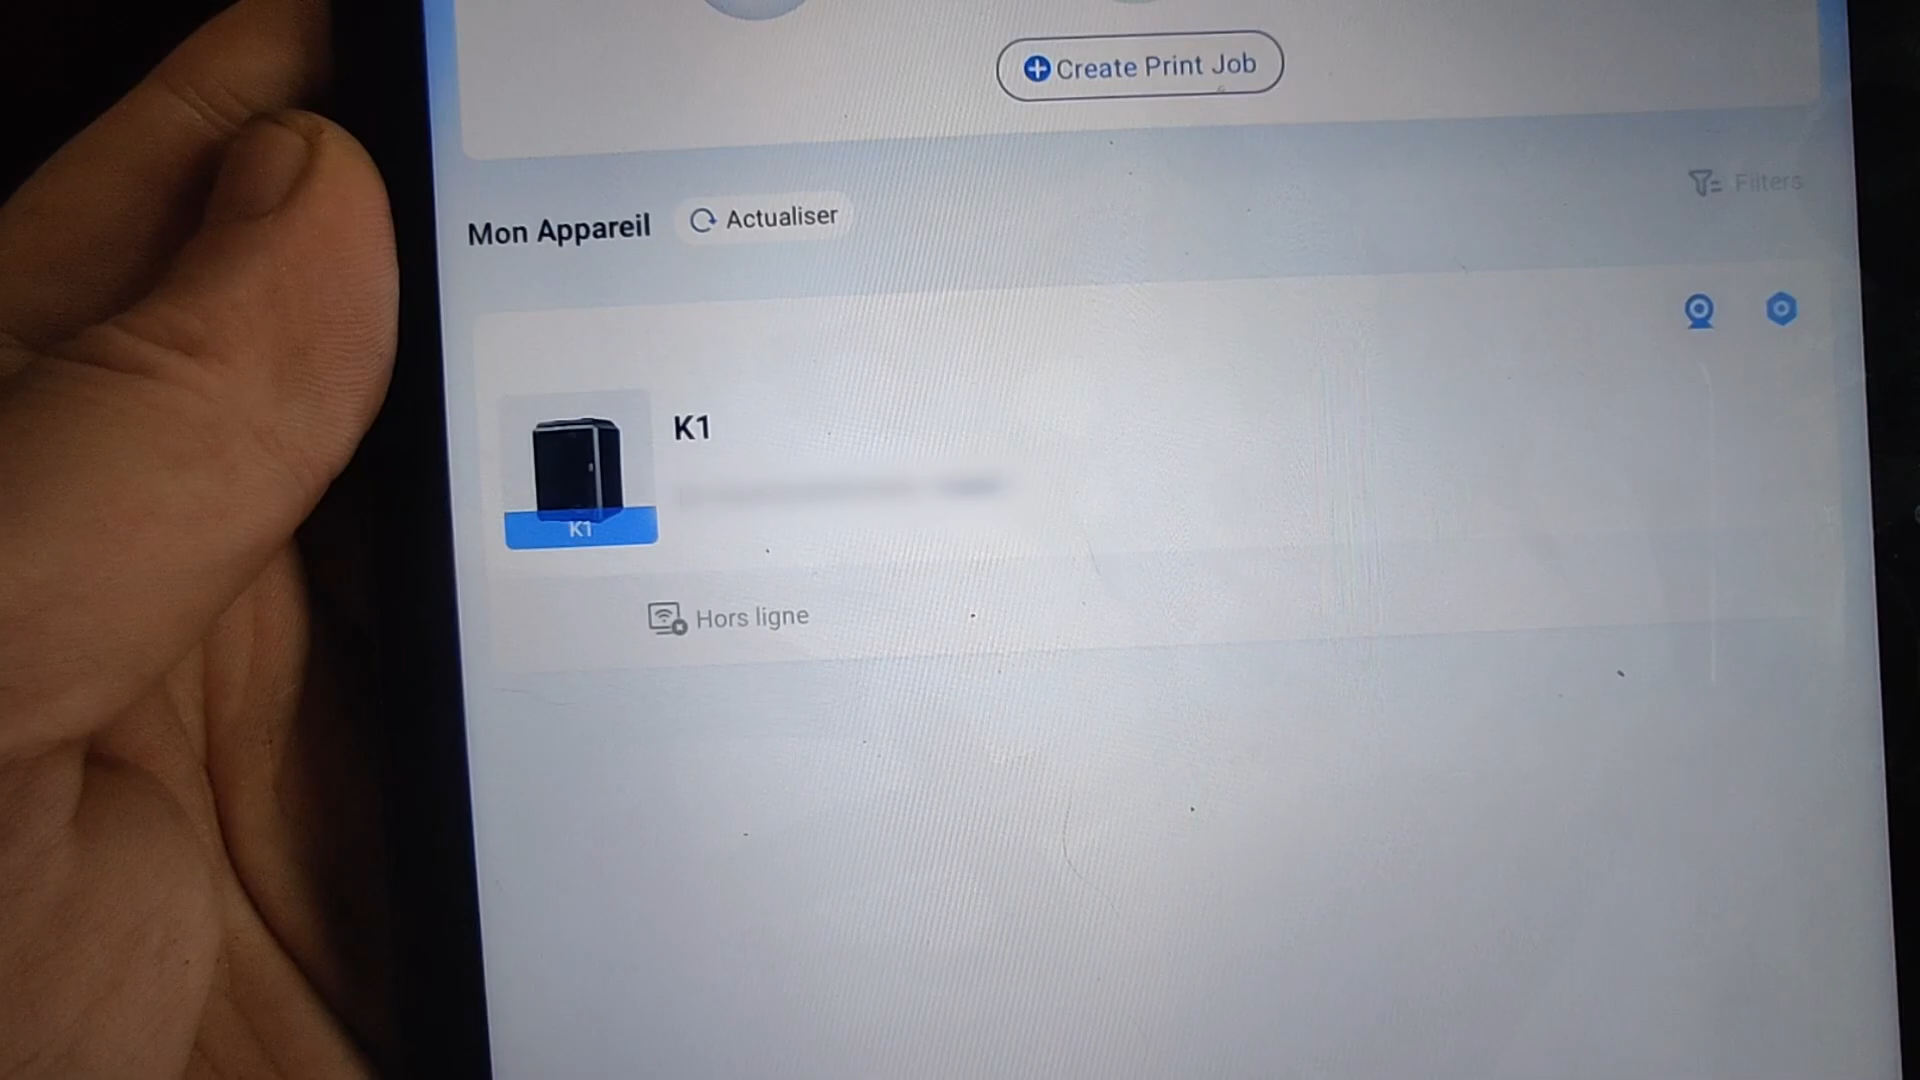 Create Print Job
Filters
Mon Appareil
Actualiser
K1
K1
Hors ligne